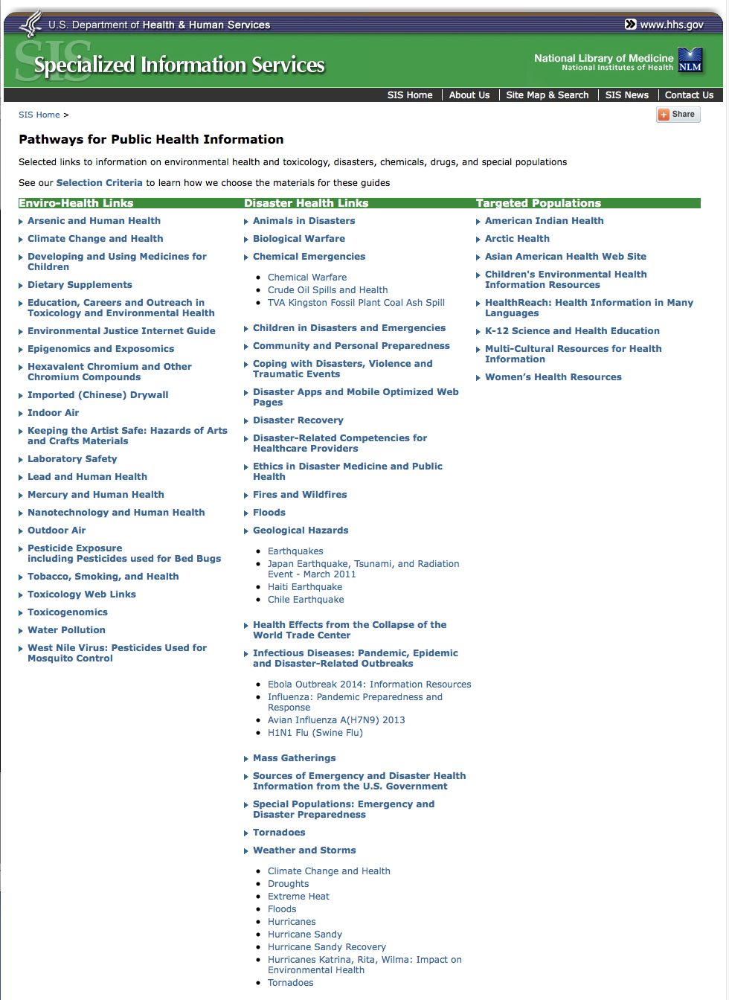 U.S. Department of Health & Human Services
www.hhs.gov
SIS
Specialized Information Services
National Library of Medicine
National Institutes of Health
NLM
SIS Home
About Us
Site Map & Search
SIS News
Contact Us
SIS Home >
Share
Pathways for Public Health Information
Selected links to information on environmental health and toxicology, disasters, chemicals, drugs, and special populations
See our Selection Criteria to learn how we choose the materials for these guides
Enviro-Health Links
Arsenic and Human Health
Climate Change and Health
Developing and Using Medicines for
Children
Dietary Supplements
Education, Careers and Outreach in
Toxicology and Environmental Health
Environmental Justice Internet Guide
Epigenomics and Exposomics
Hexavalent Chromium and Other
Chromium Compounds
Imported (Chinese) Drywall
Indoor Air
Keeping the Artist Safe: Hazards of Arts
and Crafts Materials
Laboratory Safety
Lead and Human Health
Mercury and Human Health
Nanotechnology and Human Health
Outdoor Air
Pesticide Exposure
including Pesticides used for Bed Bugs
Tobacco, Smoking, and Health
Toxicology Web Links
Toxicogenomics
Water Pollution
West Nile Virus: Pesticides Used for
Mosquito Control
Disaster Health Links
Animals in Disasters
Biological Warfare
Chemical Emergencies
Chemical Warfare
Crude Oil Spills and Health
TVA Kingston Fossil Plant Coal Ash Spill
Children in Disasters and Emergencies
Community and Personal Preparedness
Coping with Disasters, Violence and
Traumatic Events
Disaster Apps and Mobile Optimized Web
Pages
Disaster Recovery
Disaster-Related Competencies for
Healthcare Providers
Ethics in Disaster Medicine and Public
Health
Fires and Wildfires
Floods
Geological Hazards
Earthquakes
Japan Earthquake, Tsunami, and Radiation
Event - March 2011
Haiti Earthquake
Chile Earthquake
Health Effects from the Collapse of the
World Trade Center
Infectious Diseases: Pandemic, Epidemic
and Disaster-Related Outbreaks
Ebola Outbreak 2014: Information Resources
Influenza: Pandemic Preparedness and
Response
Avian Influenza A(H7N9) 2013
H1N1 Flu (Swine Flu)
Mass Gatherings
Sources of Emergency and Disaster Health
Information from the U.S. Government
Special Populations: Emergency and
Disaster Preparedness
Tornadoes
Weather and Storms
Climate Change and Health
Droughts
Extreme Heat
Floods
Hurricanes
Hurricane Sandy
Hurricane Sandy Recovery
Hurricanes Katrina, Rita, Wilma: Impact on
Environmental Health
Tornadoes
Targeted Populations
American Indian Health
Arctic Health
Asian American Health Web Site
Children's Environmental Health
Information Resources
HealthReach: Health Information in Many
Languages
K-12 Science and Health Education
Multi-Cultural Resources for Health
Information
Women’s Health Resources